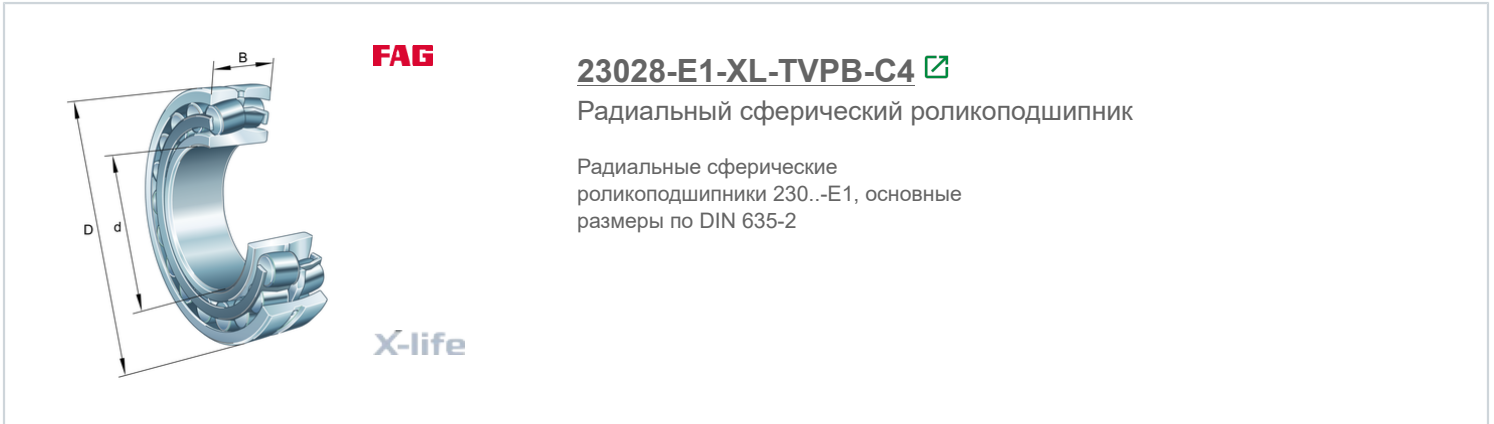 FAG
B
D
d
X-life
23028-E1-XL-TVPB-C4
Радиальный сферический роликоподшипник
Радиальные сферические
роликоподшипники 230..-E1, основные
размеры по DIN 635-2